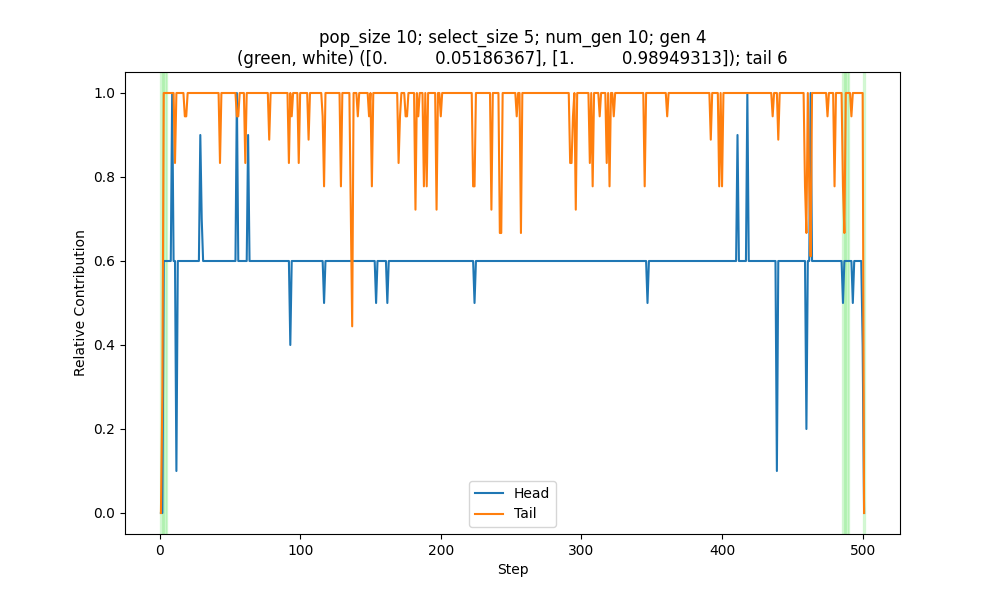 pop_size 10; select_size 5; num_gen 10; gen 4
(green, white) ([0.         0.05186367], [1.         0.98949313]); tail 6
1.0
0.8
0.6
0.4
0.2
0.0
Relative Contribution
Head
Tail
0
100
200
300
400
500
Step